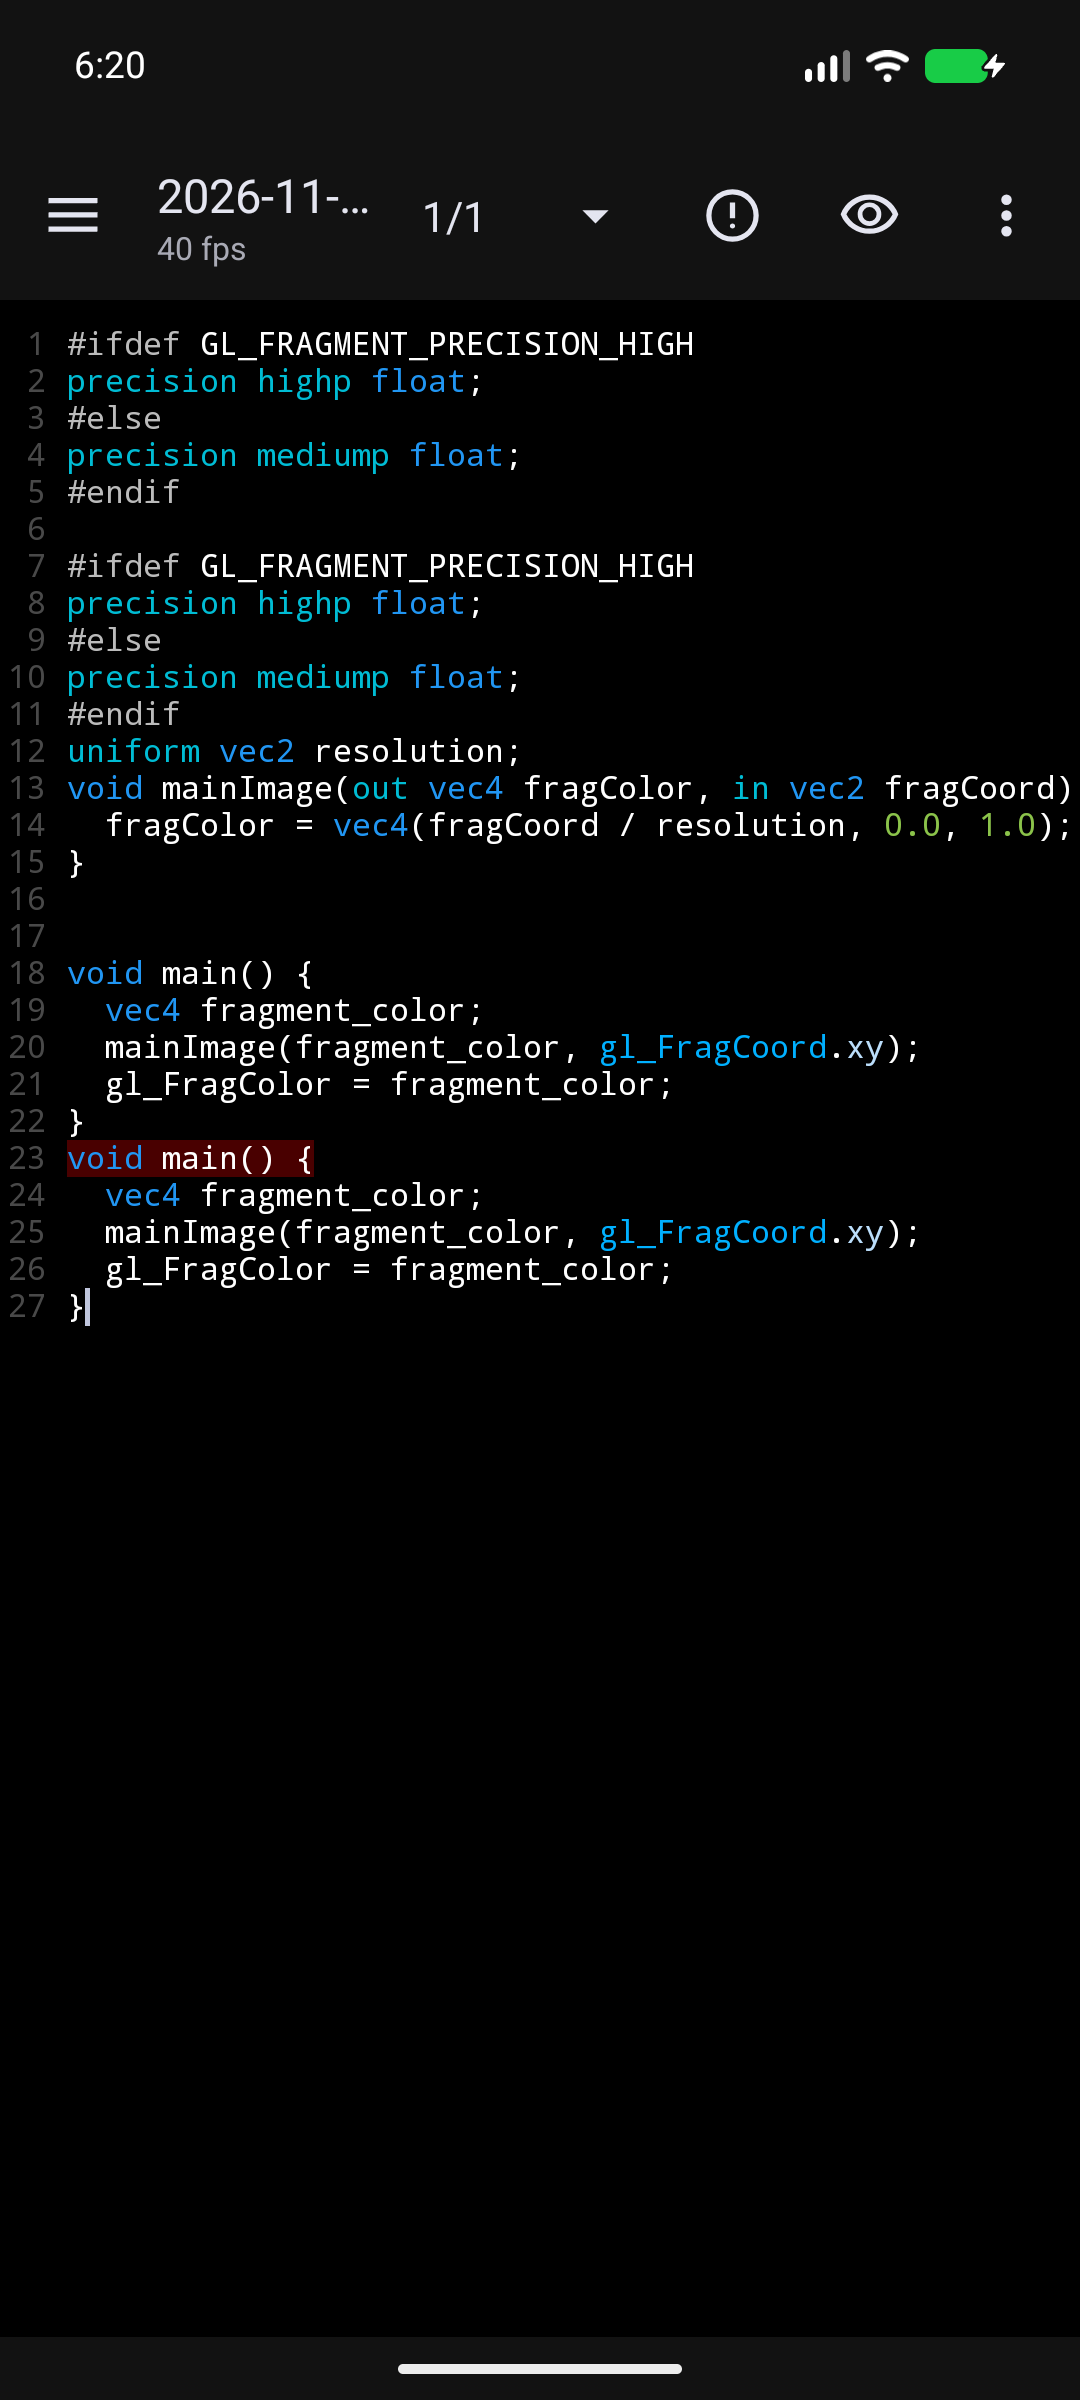 6:20
2026-11-...
1/1
40 fps
1 #ifdef GL_FRAGMENT_PRECISION_HIGH
2 precision highp float;
3 #else
4 precision mediump float;
5 #endif
6
7 #ifdef GL_FRAGMENT_PRECISION_HIGH
8 precision highp float;
9 #else
10 precision mediump float;
11 #endif
12 uniform vec2 resolution;
13 void mainImage(out vec4 fragColor, in vec2 fragCoord)
14   fragColor = vec4(fragCoord / resolution, 0.0, 1.0);
15 }
16
17
18 void main() {
19   vec4 fragment_color;
20   mainImage(fragment_color, gl_FragCoord.xy);
21   gl_FragColor = fragment_color;
22 }
23 void main() {
24   vec4 fragment_color;
25   mainImage(fragment_color, gl_FragCoord.xy);
26   gl_FragColor = fragment_color;
27 }